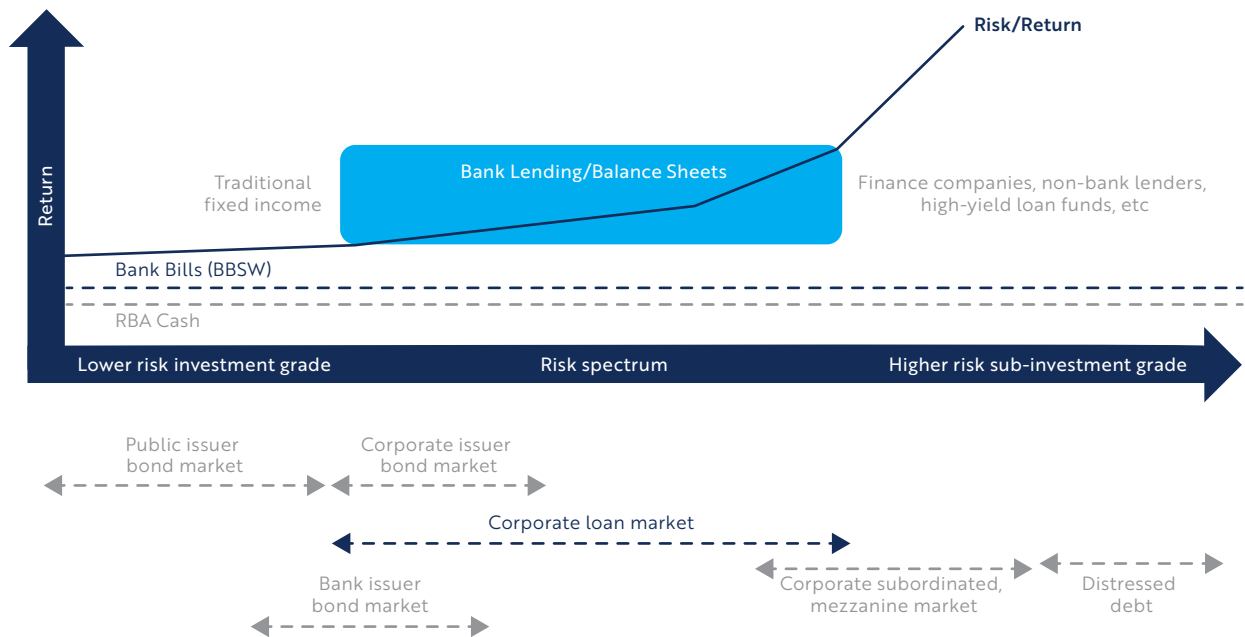 Risk/Return
Return
Traditional
fixed income
Bank Lending/Balance Sheets
Finance companies, non-bank lenders,
high-yield loan funds, etc
Bank Bills (BBSW)
RBA Cash
Lower risk investment grade
Risk spectrum
Higher risk sub-investment grade
Public issuer
bond market
Corporate issuer
bond market
Corporate loan market
Bank issuer
bond market
Corporate subordinated,
mezzanine market
Distressed
debt